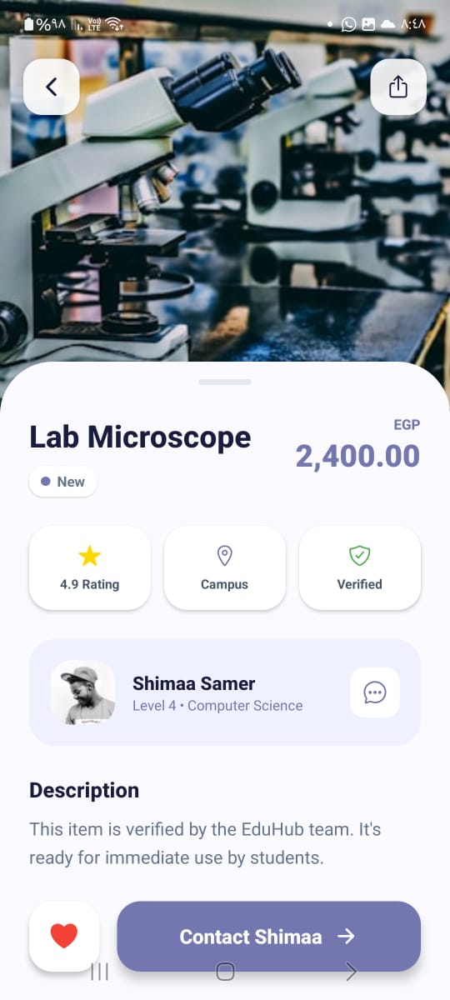 %٩٨ Vo) LTE ٨:٤٨
Lab Microscope
EGP
2,400.00
New
4.9 Rating
Campus
Verified
Shimaa Samer
Level 4 • Computer Science
Description
This item is verified by the EduHub team. It's
ready for immediate use by students.
Contact Shimaa →